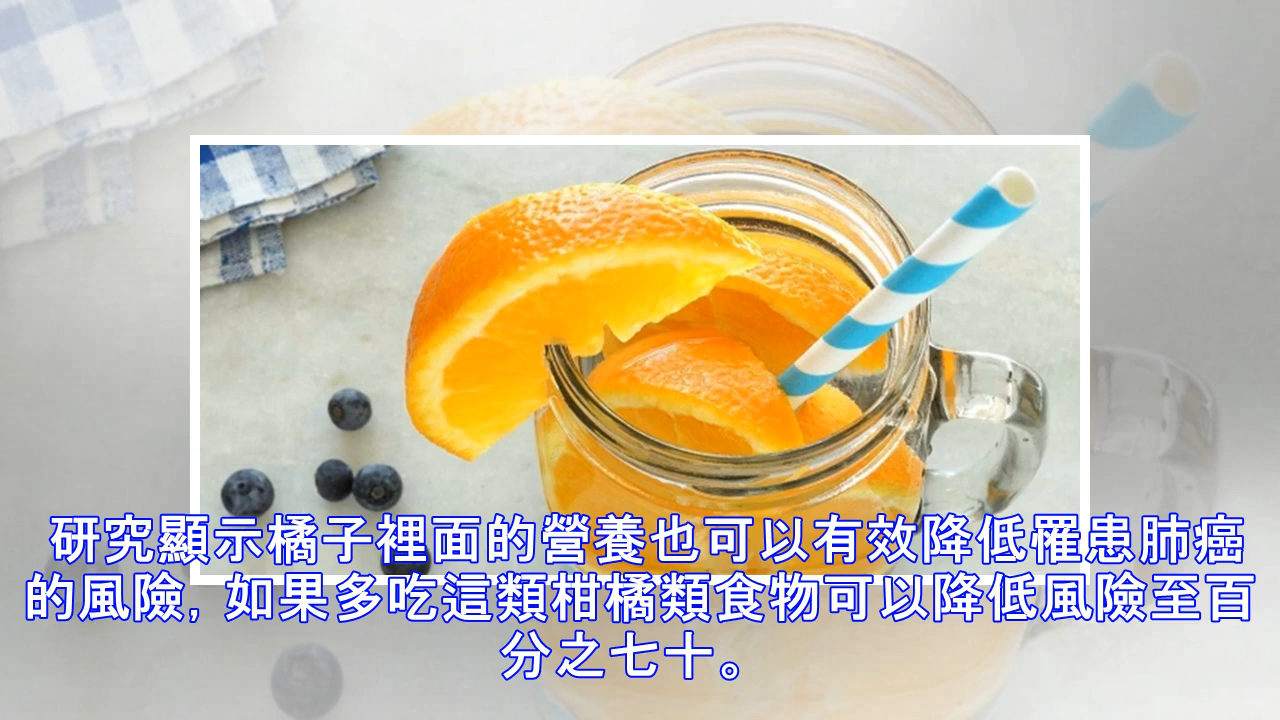 研究顯示橘子裡面的營養也可以有效降低罹患肺癌
的風險, 如果多吃這類柑橘類食物可以降低風險至百
分之七十。